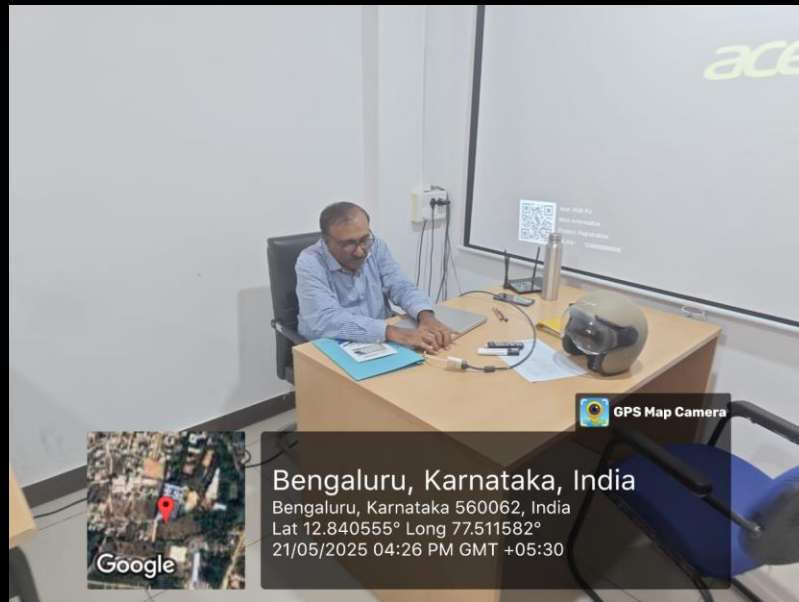 ace
Bengaluru, Karnataka, India
Bengaluru, Karnataka 560062, India
Lat 12.840555° Long 77.511582°
21/05/2025 04:26 PM GMT +05:30
GPS Map Camera
Google